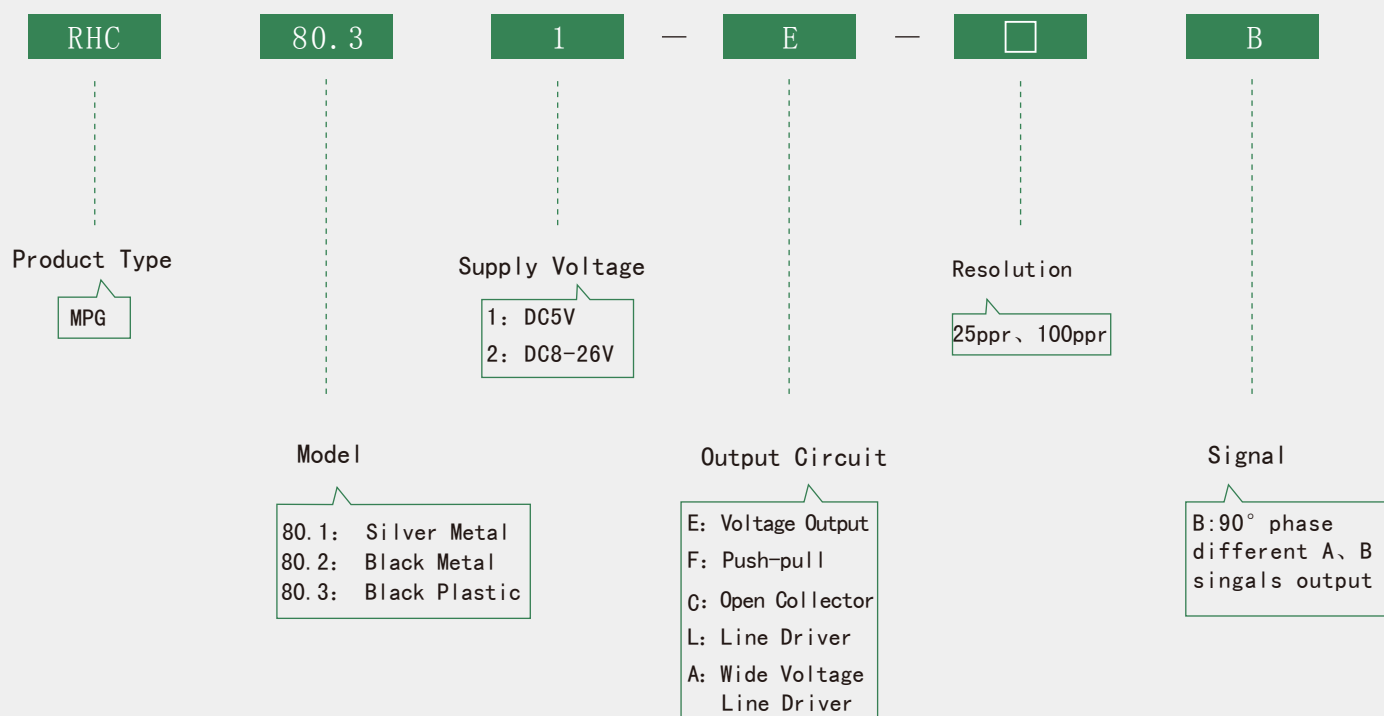 RHC 80.3 1 — E — □ B
Product Type
MPG
Supply Voltage
1: DC5V
2: DC8-26V
Resolution
25ppr、100ppr
Model
80.1: Silver Metal
80.2: Black Metal
80.3: Black Plastic
Output Circuit
E: Voltage Output
F: Push-pull
C: Open Collector
L: Line Driver
A: Wide Voltage
Line Driver
Signal
B:90° phase
different A、B
singals output